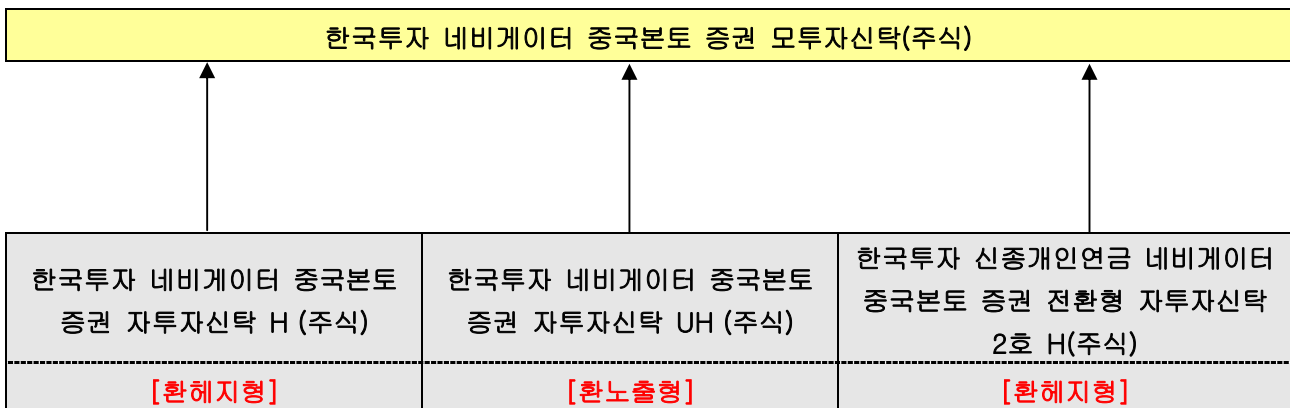 한국투자 네비게이터 중국본토 증권 모투자신탁(주식)
한국투자 네비게이터 중국본토
증권 자투자신탁 H (주식)
[환헤지형]
한국투자 네비게이터 중국본토
증권 자투자신탁 UH (주식)
[환노출형]
한국투자 신종개인연금 네비게이터
중국본토 증권 전환형 자투자신탁
2호 H(주식)
[환헤지형]